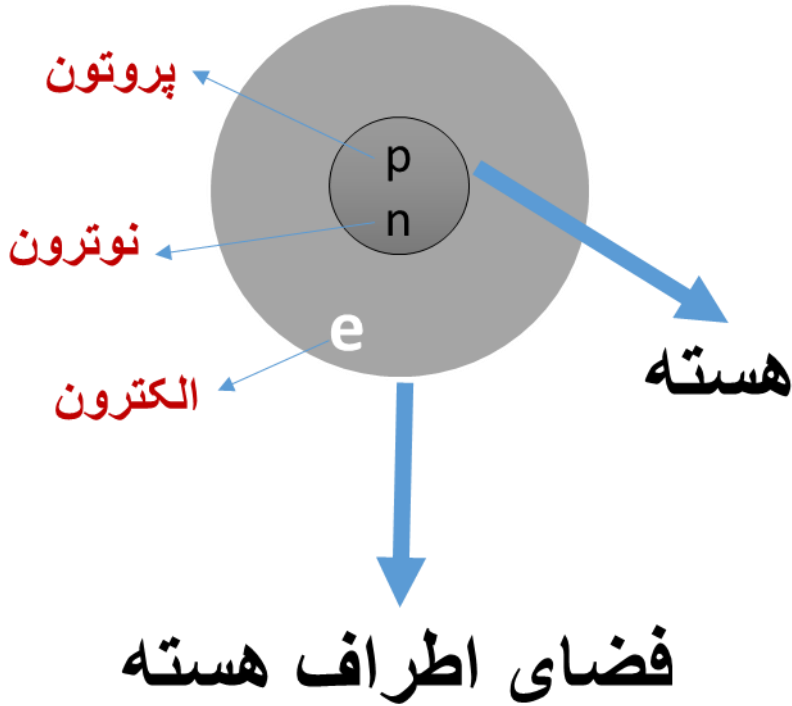 پروتون
p
نوترون
n
e
هسته
الکترون
فضای اطراف هسته